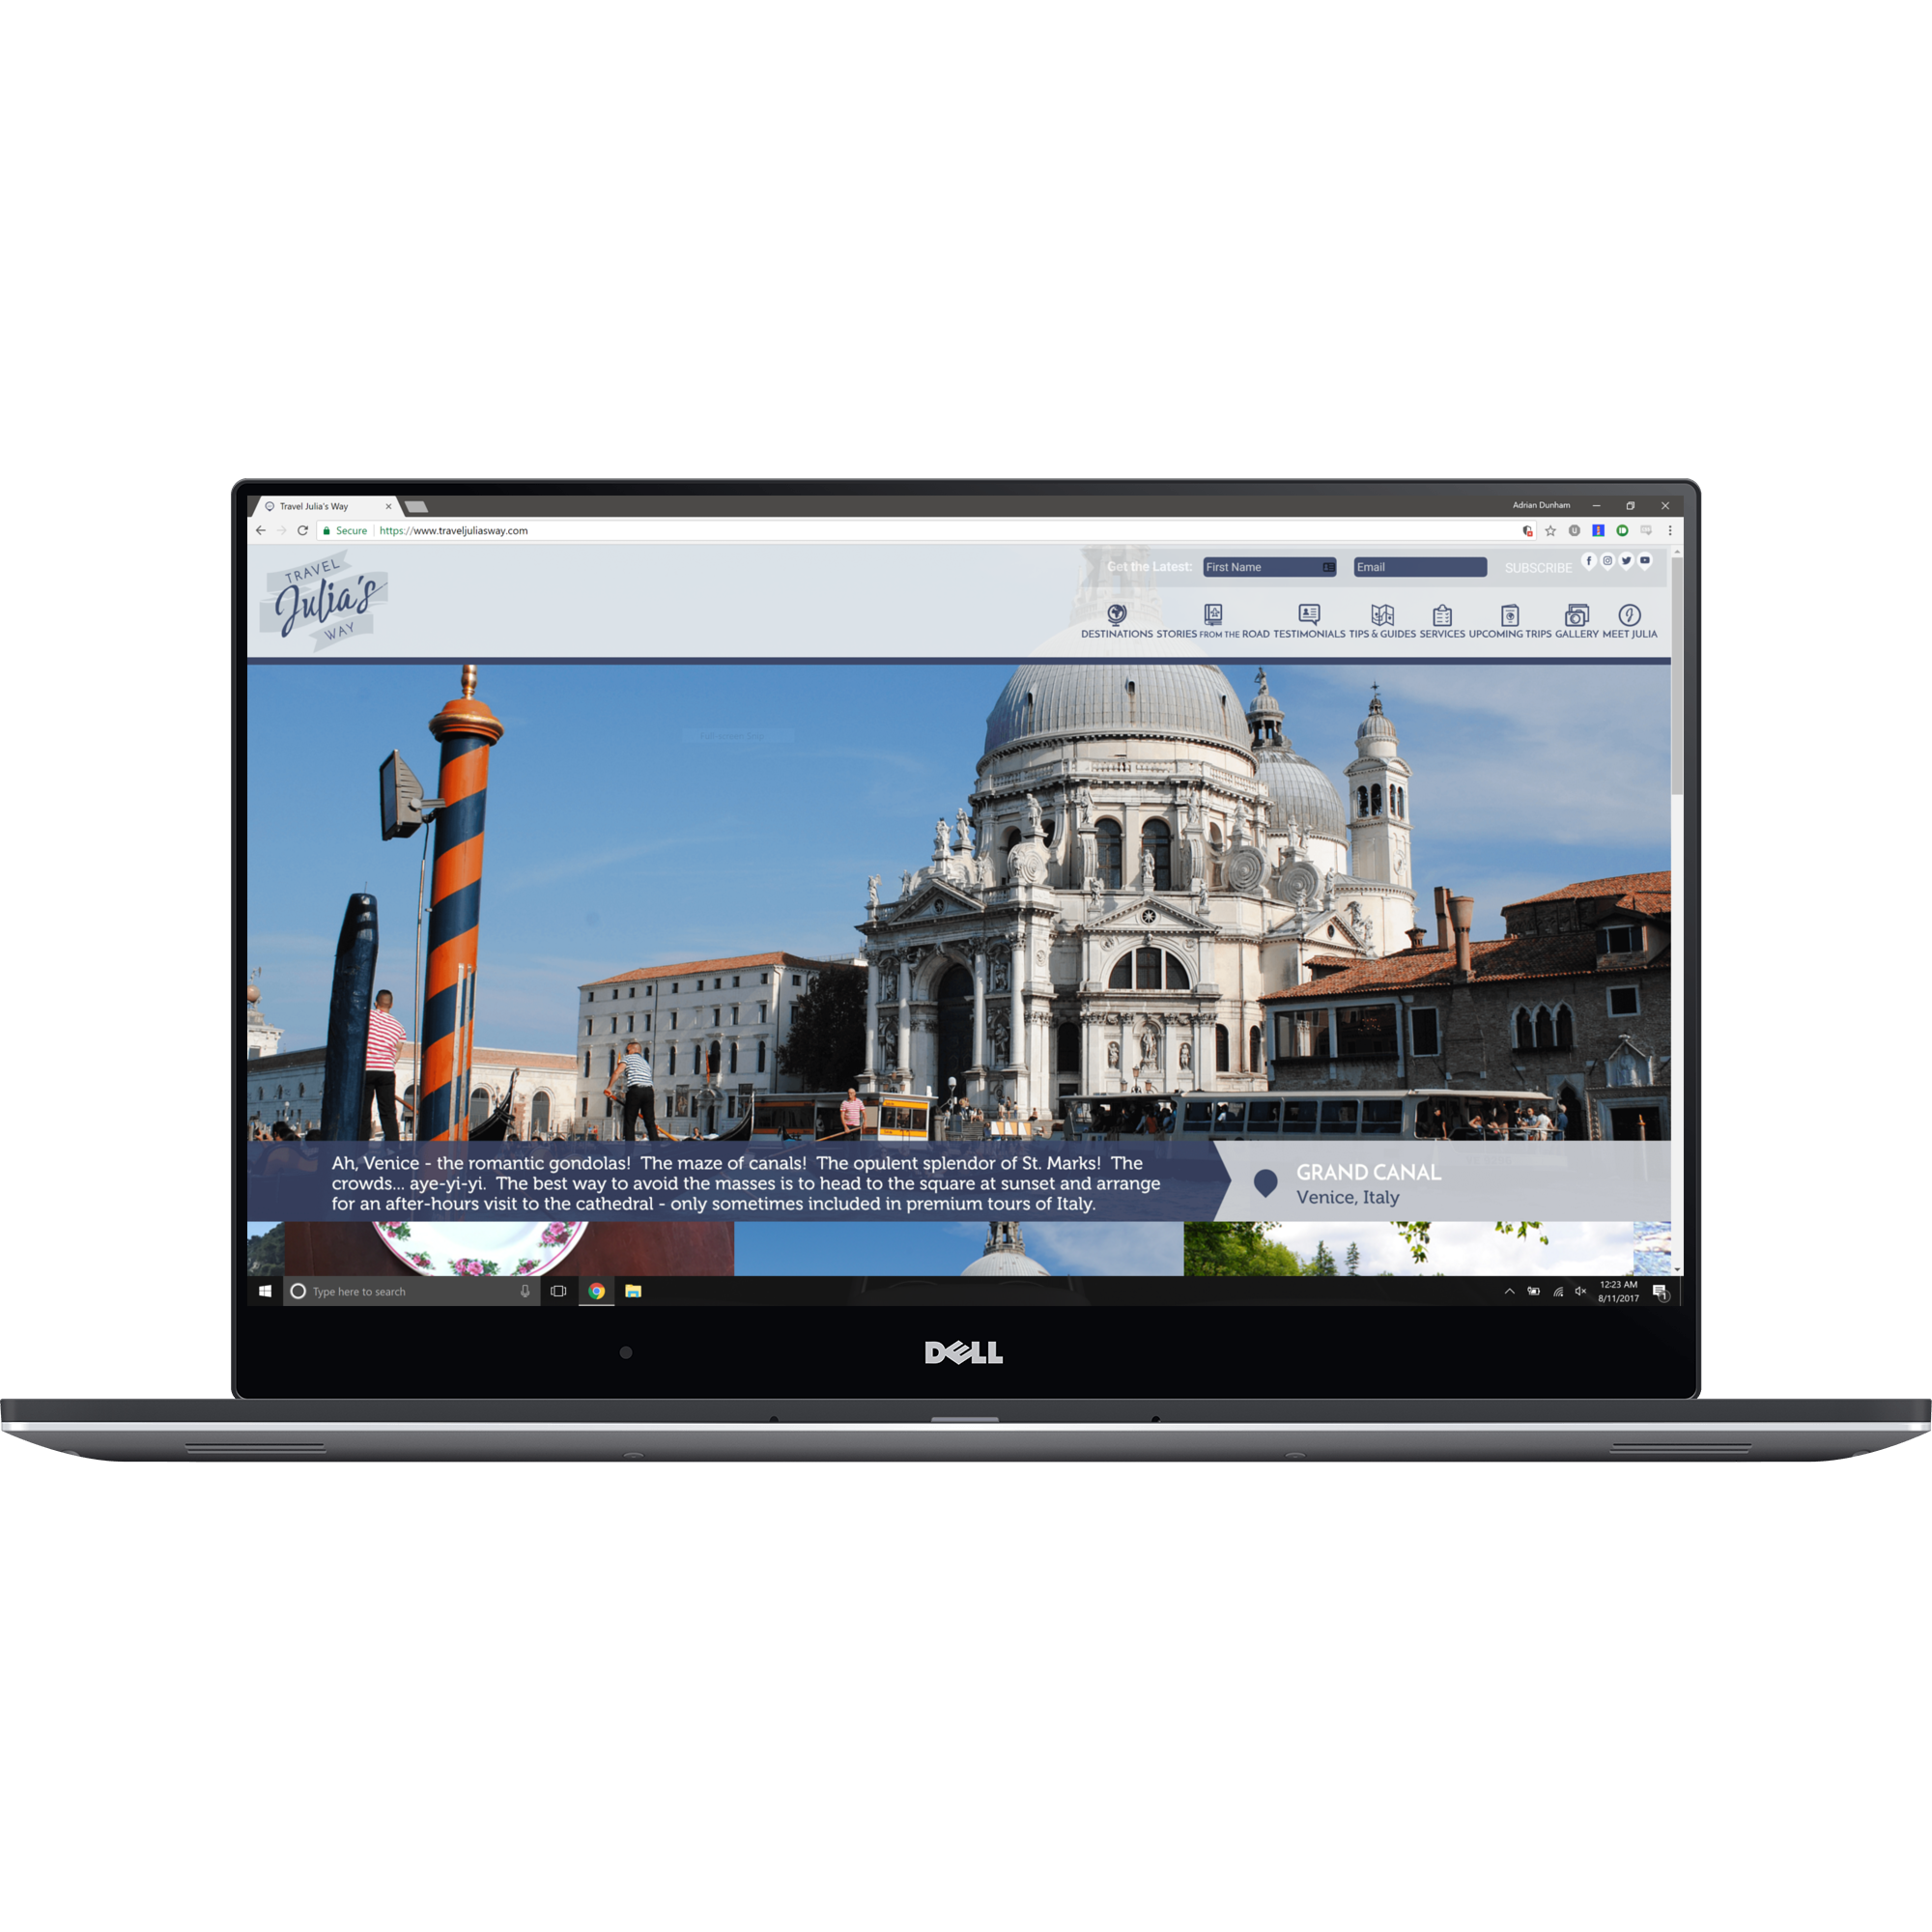 Travel Julia's Way
Adrian Dunham
Secure https://www.traveljuliasway.com
TRAVEL
Julia's
WAY
Get the Latest: First Name Email SUBSCRIBE
DESTINATIONS STORIES FROM THE ROAD TESTIMONIALS TIPS & GUIDES SERVICES UPCOMING TRIPS GALLERY MEET JULIA
Ah, Venice - the romantic gondolas! The maze of canals! The opulent splendor of St. Marks! The
crowds... aye-yi-yi. The best way to avoid the masses is to head to the square at sunset and arrange
for an after-hours visit to the cathedral - only sometimes included in premium tours of Italy.
GRAND CANAL
Venice, Italy
Type here to search
12:23 AM
8/11/2017
1
DELL